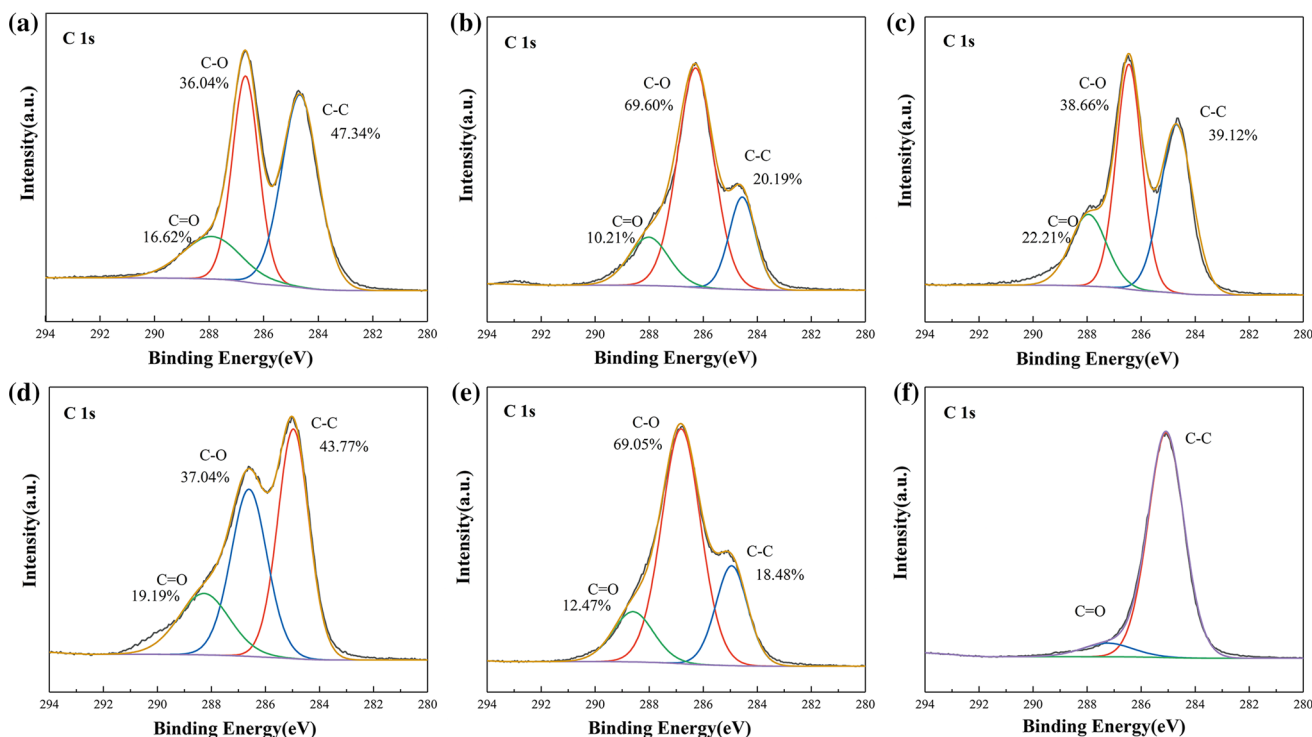 (a)
C 1s
C-O
36.04%
C-C
47.34%
C=O
16.62%
Intensity(a.u.)
294 292 290 288 286 284 282 280
Binding Energy(eV)
(b)
C 1s
C-O
69.60%
C-C
20.19%
C=O
10.21%
Intensity(a.u.)
294 292 290 288 286 284 282 280
Binding Energy(eV)
(c)
C 1s
C-O
38.66%
C-C
39.12%
C=O
22.21%
Intensity(a.u.)
294 292 290 288 286 284 282 280
Binding Energy(eV)
(d)
C 1s
C-C
43.77%
C-O
37.04%
C=O
19.19%
Intensity(a.u.)
294 292 290 288 286 284 282 280
Binding Energy(eV)
(e)
C 1s
C-O
69.05%
C-C
18.48%
C=O
12.47%
Intensity(a.u.)
294 292 290 288 286 284 282 280
Binding Energy(eV)
(f)
C 1s
C-C
C=O
Intensity(a.u.)
294 292 290 288 286 284 282 280
Binding Energy(eV)